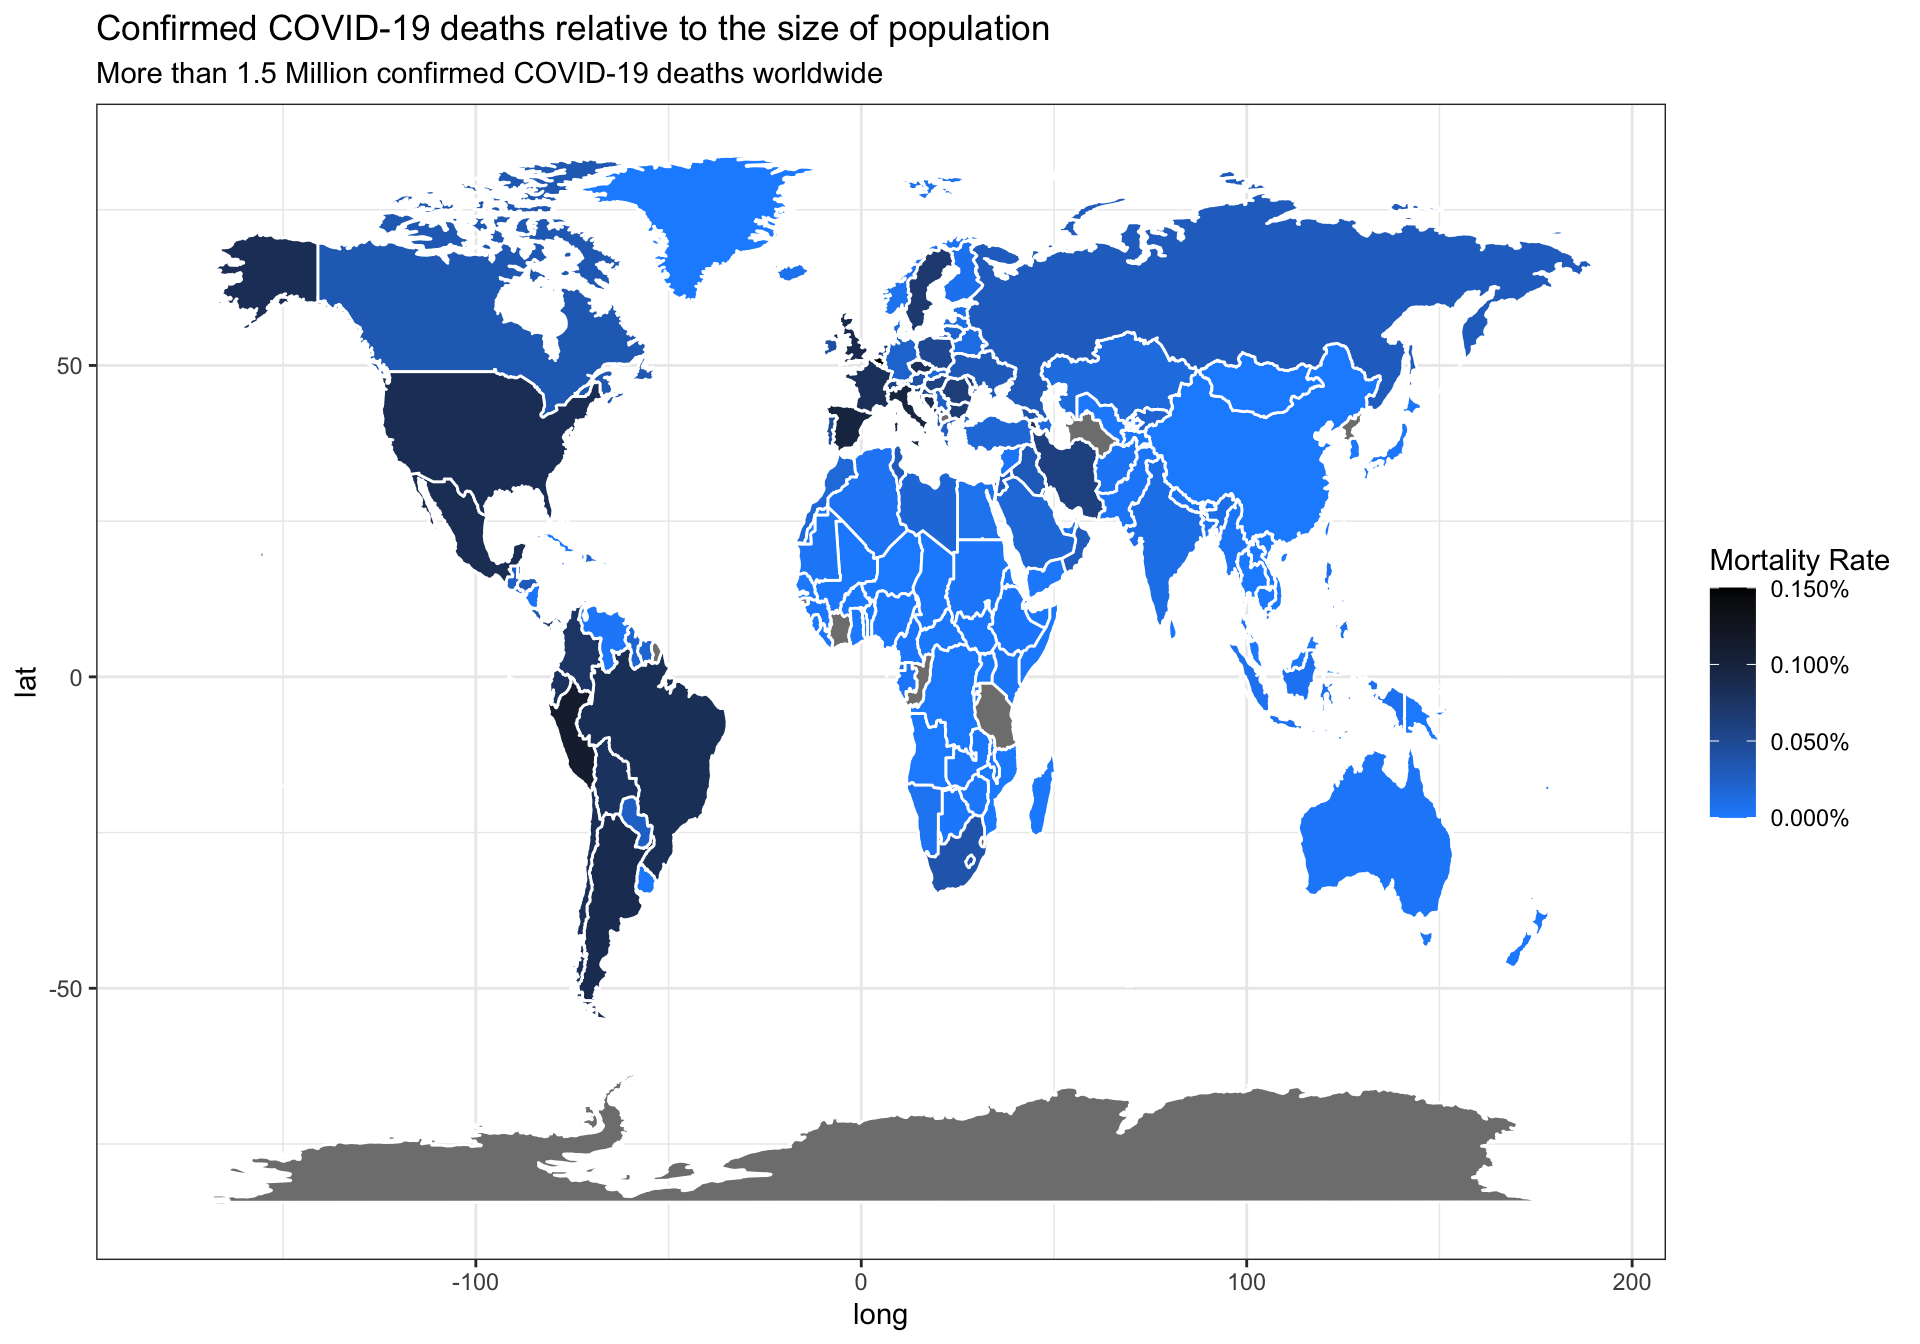 Confirmed COVID-19 deaths relative to the size of population
More than 1.5 Million confirmed COVID-19 deaths worldwide
lat
50
0
-50
-100
0
100
200
long
Mortality Rate
0.150%
0.100%
0.050%
0.000%